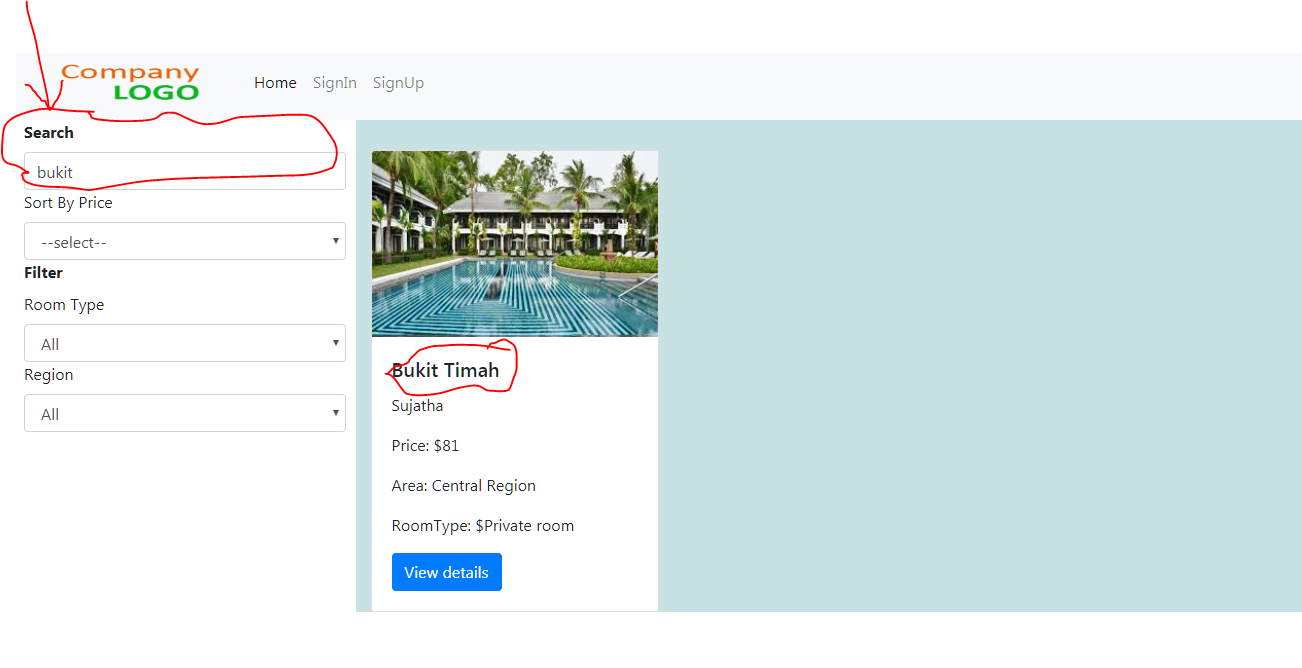 Company
LOGO
Home SignIn SignUp
Search
bukit
Sort By Price
--select--
Filter
Room Type
All
Region
All
Bukit Timah
Sujatha
Price: $81
Area: Central Region
RoomType: $Private room
View details